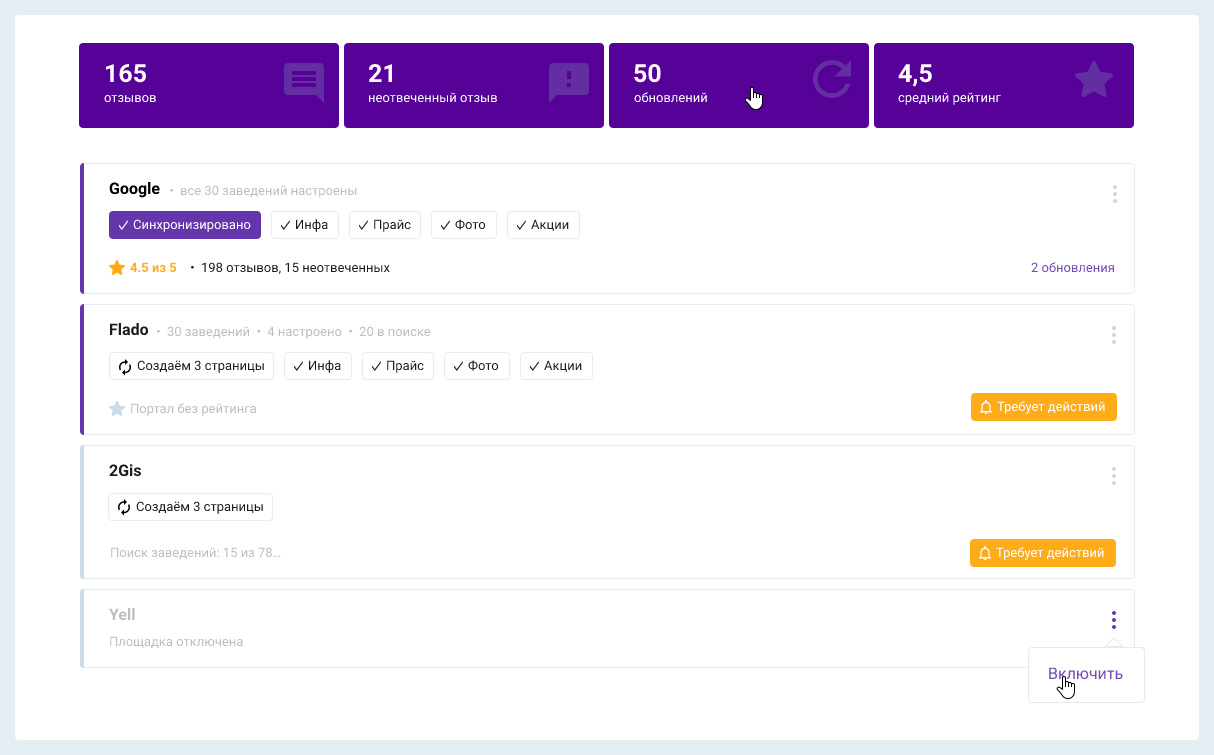 165
отзывов
21
неотвеченный отзыв
50
обновлений
4,5
средний рейтинг
Google • все 30 заведений настроены
✓ Синхронизировано ✓ Инфа ✓ Прайс ✓ Фото ✓ Акции
4.5 из 5 • 198 отзывов, 15 неотвеченных
2 обновления
Flado • 30 заведений • 4 настроено • 20 в поиске
Создаём 3 страницы ✓ Инфа ✓ Прайс ✓ Фото ✓ Акции
Портал без рейтинга
Требует действий
2Gis
Создаём 3 страницы
Поиск заведений: 15 из 78...
Требует действий
Yell
Площадка отключена
Включить